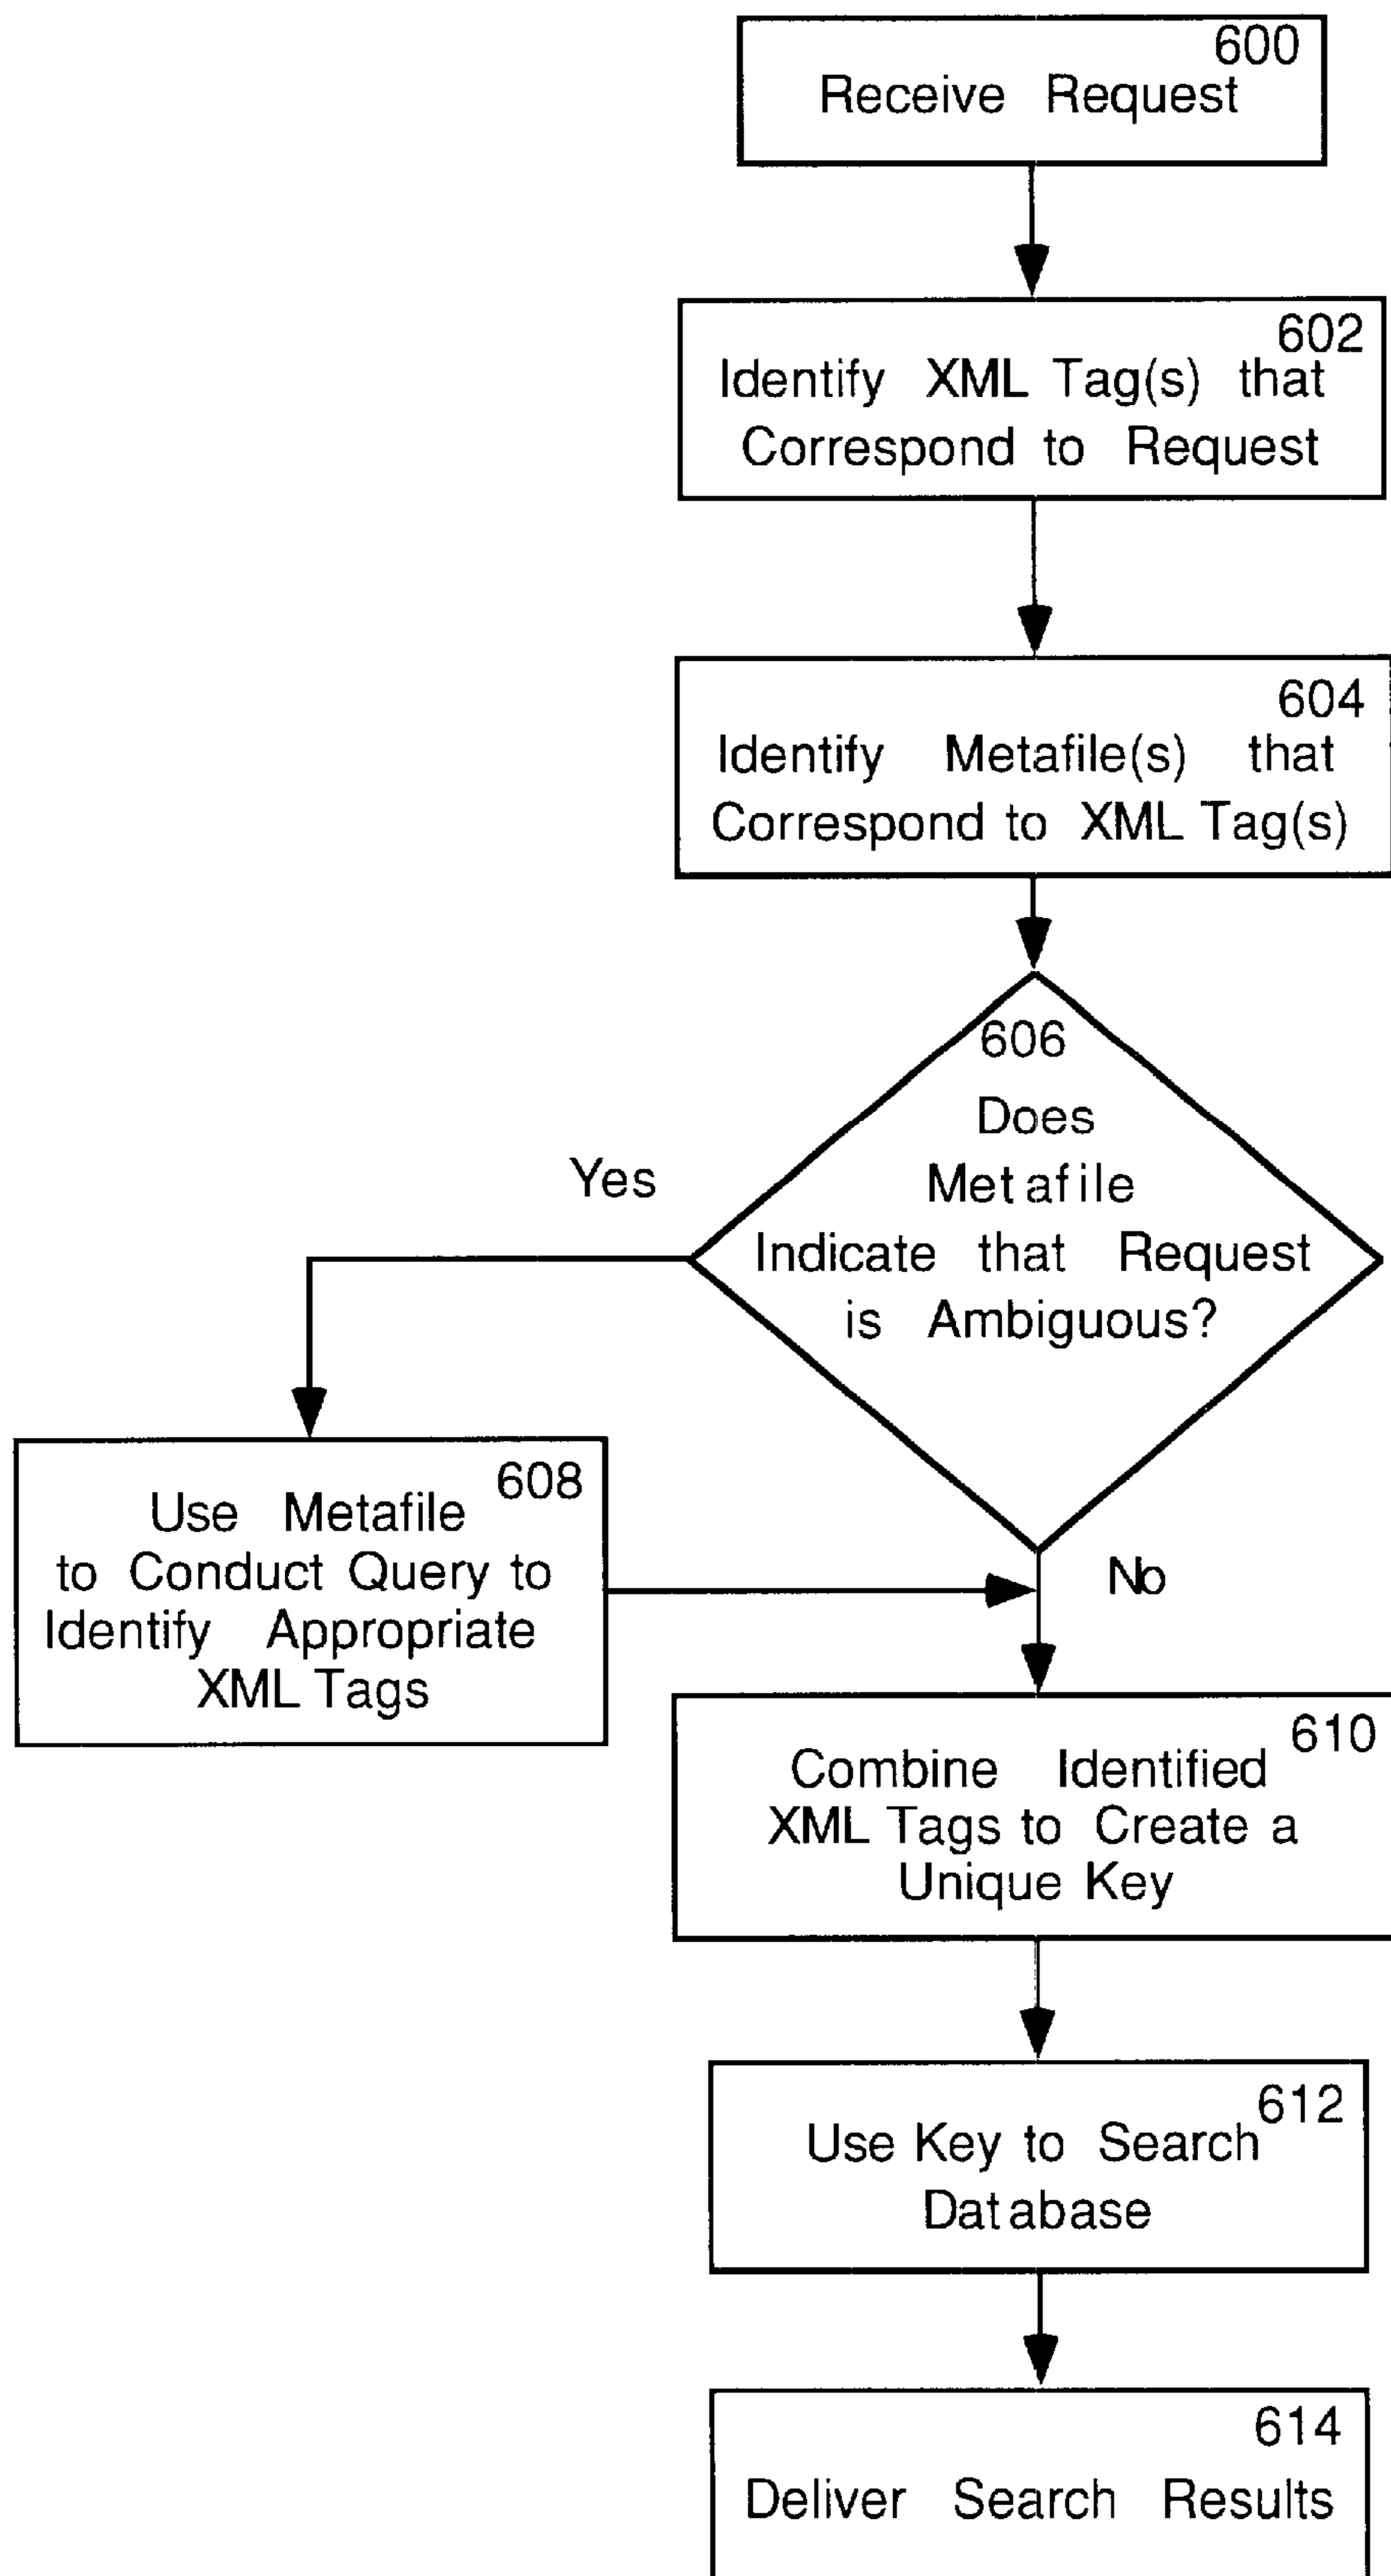 600
Receive Request
602
Identify XML Tag(s) that
Correspond to Request
604
Identify Metafile(s) that
Correspond to XML Tag(s)
606
Does
Metafile
Indicate that Request
is Ambiguous?
Yes
608
Use Metafile
to Conduct Query to
Identify Appropriate
XML Tags
No
610
Combine Identified
XML Tags to Create a
Unique Key
612
Use Key to Search
Database
614
Deliver Search Results